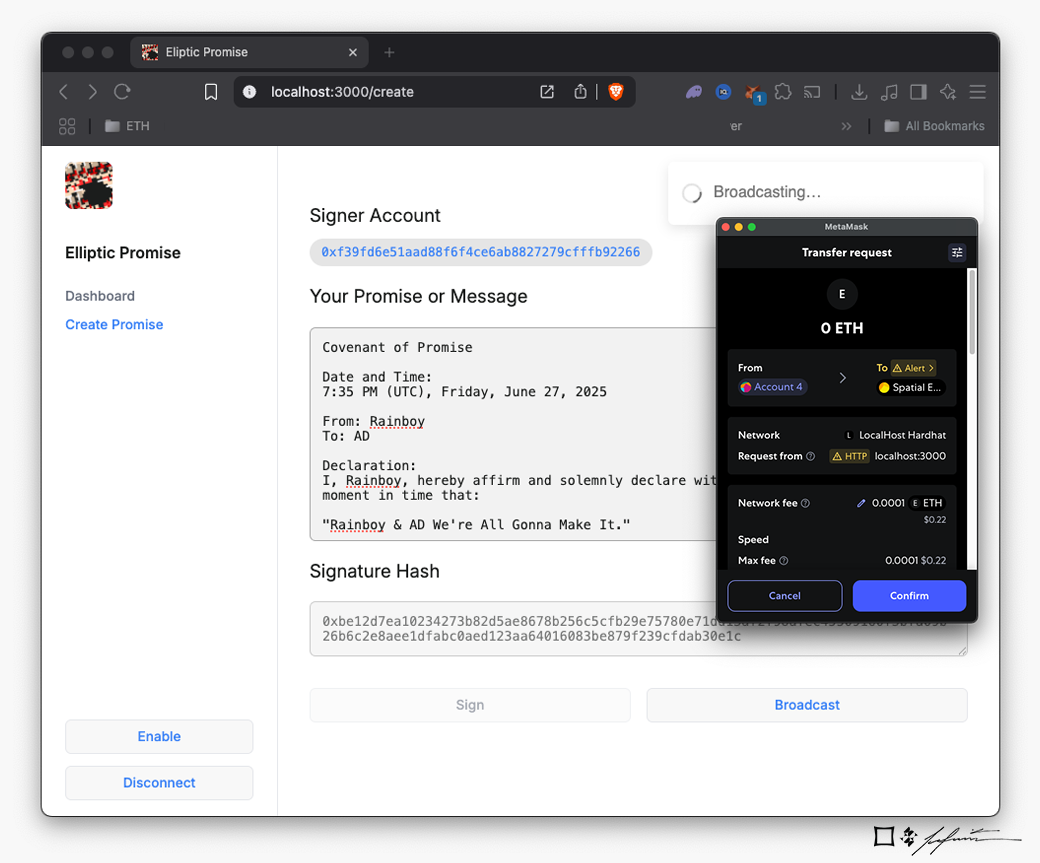 Eliptic Promise
localhost:3000/create
1
ETH
er
All Bookmarks
Elliptic Promise
Dashboard
Create Promise
Enable
Disconnect
Broadcasting...
Signer Account
0xf39fd6e51aad88f6f4ce6ab8827279cfffb92266
Your Promise or Message
Covenant of Promise
Date and Time:
7:35 PM (UTC), Friday, June 27, 2025
From: Rainboy
To: AD
Declaration:
I, Rainboy, hereby affirm and solemnly declare
moment in time that:
"Rainboy & AD We're All Gonna Make It."
Signature Hash
26b6c2e8aee1dfabc0aed123aa64016083be879f239cfdab30e1c
Sign
Broadcast
MetaMask
Transfer request
E
0 ETH
From
To Alert >
Account 4
Spatial E...
Network L LocalHost Hardhat
Request from HTTP localhost:3000
Network fee 0.0001 E ETH
$0.22
Speed
Max fee 0.0001 $0.22
Cancel
Confirm